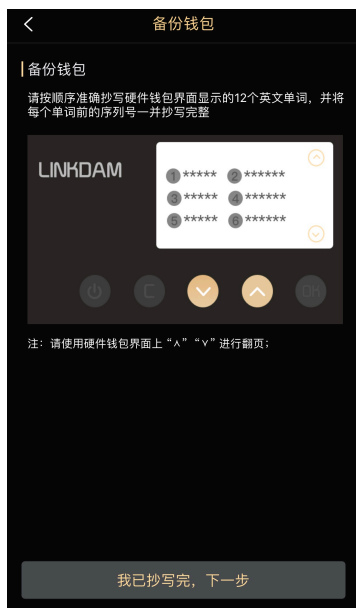 备份钱包
备份钱包
请按顺序准确抄写硬件钱包界面显示的12个英文单词，并将
每个单词前的序列号一并抄写完整
LINKDAM
1 ***** 2 ******
3 ***** 4 ******
5 ***** 6 ******
C OK
注：请使用硬件钱包界面上“∧”“∨”进行翻页；
我已抄写完，下一步